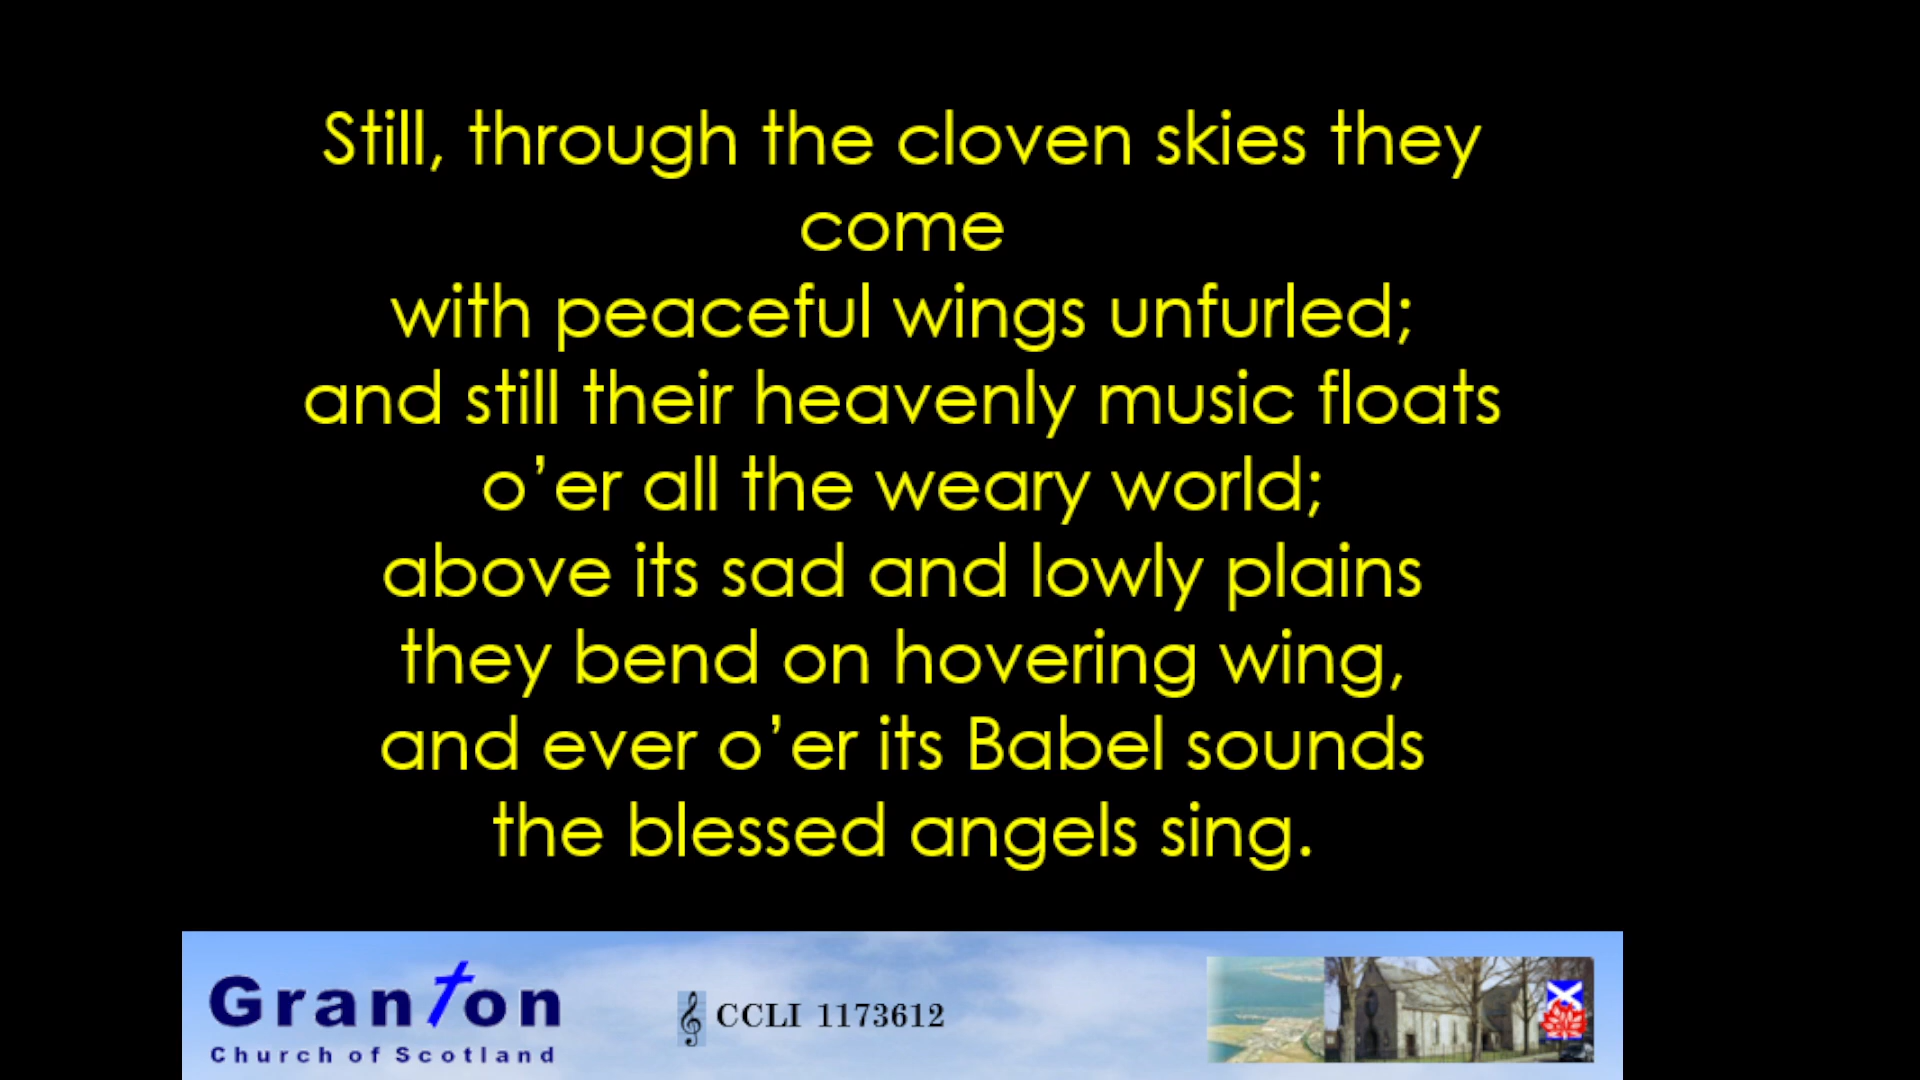 Still, through the cloven skies they
come
with peaceful wings unfurled;
and still their heavenly music floats
o’er all the weary world;
above its sad and lowly plains
they bend on hovering wing,
and ever o’er its Babel sounds
the blessed angels sing.
Granton
Church of Scotland
CCLI 1173612